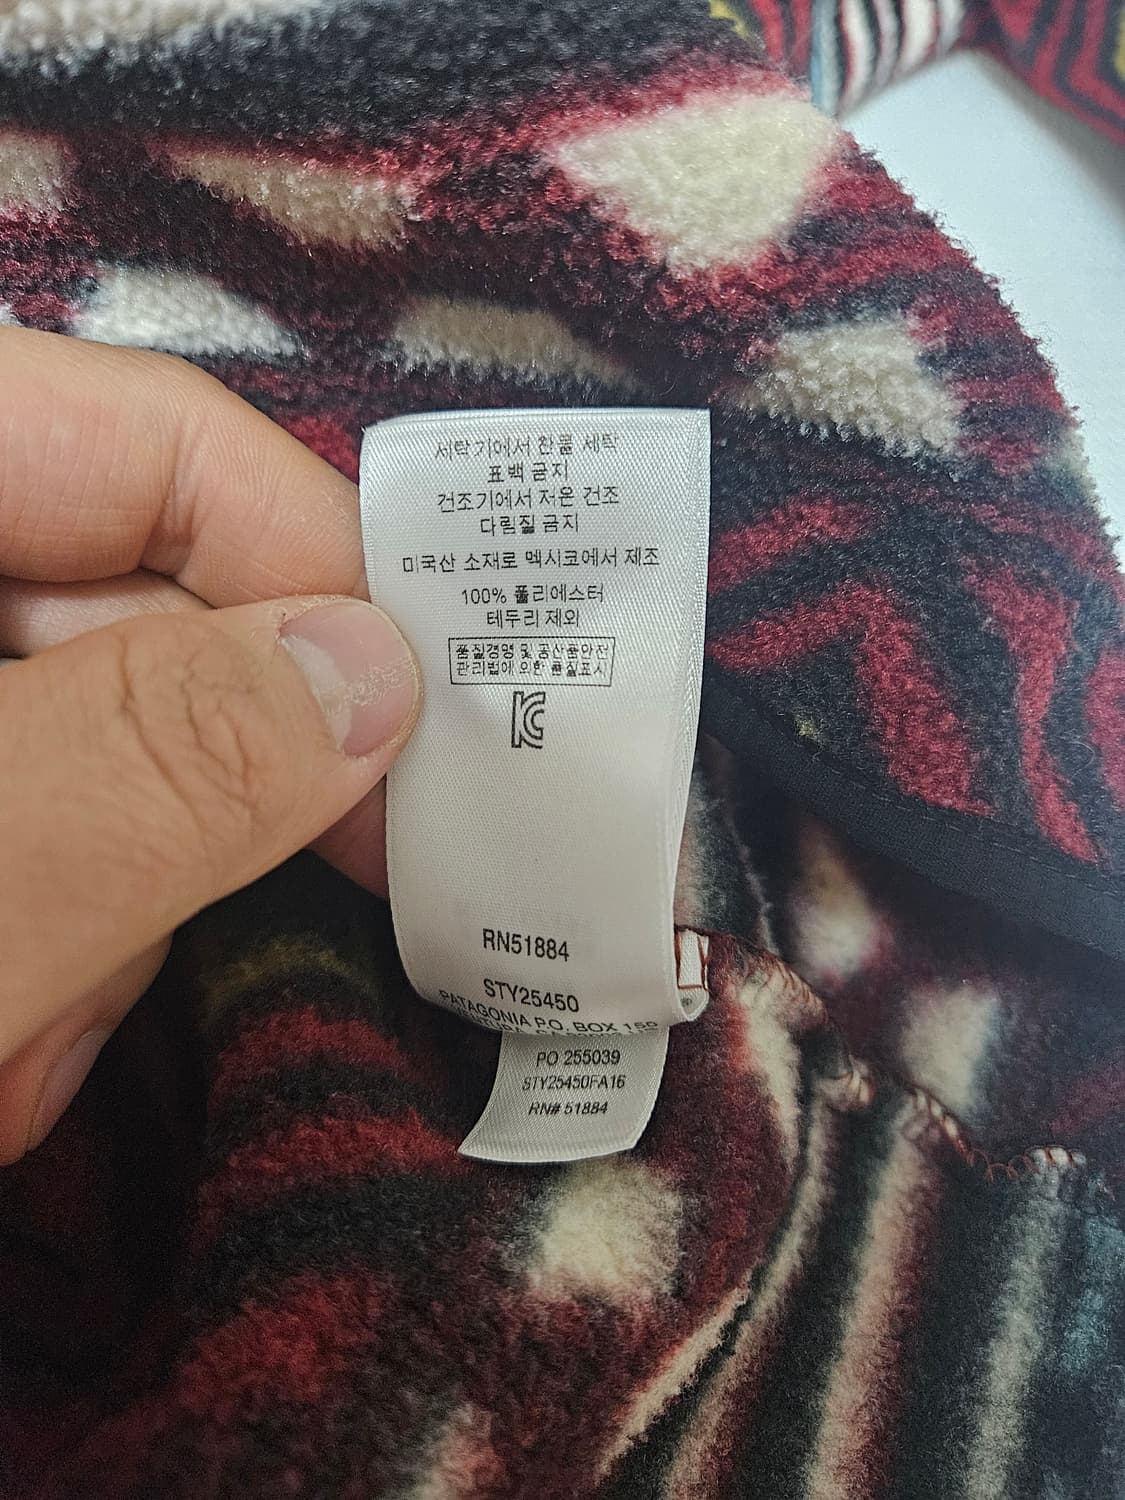 세탁기에서 찬물 세탁
표백 금지
건조기에서 저온 건조
다림질 금지
미국산 소재로 멕시코에서 제조
100% 폴리에스터
테두리 제외
품질경영 및 공산품안전
관리법에 의한 품질표시
RN51884
STY25450
PATAGONIA P.O. BOX 150
PO 255039
STY25450FA16
RN# 51884